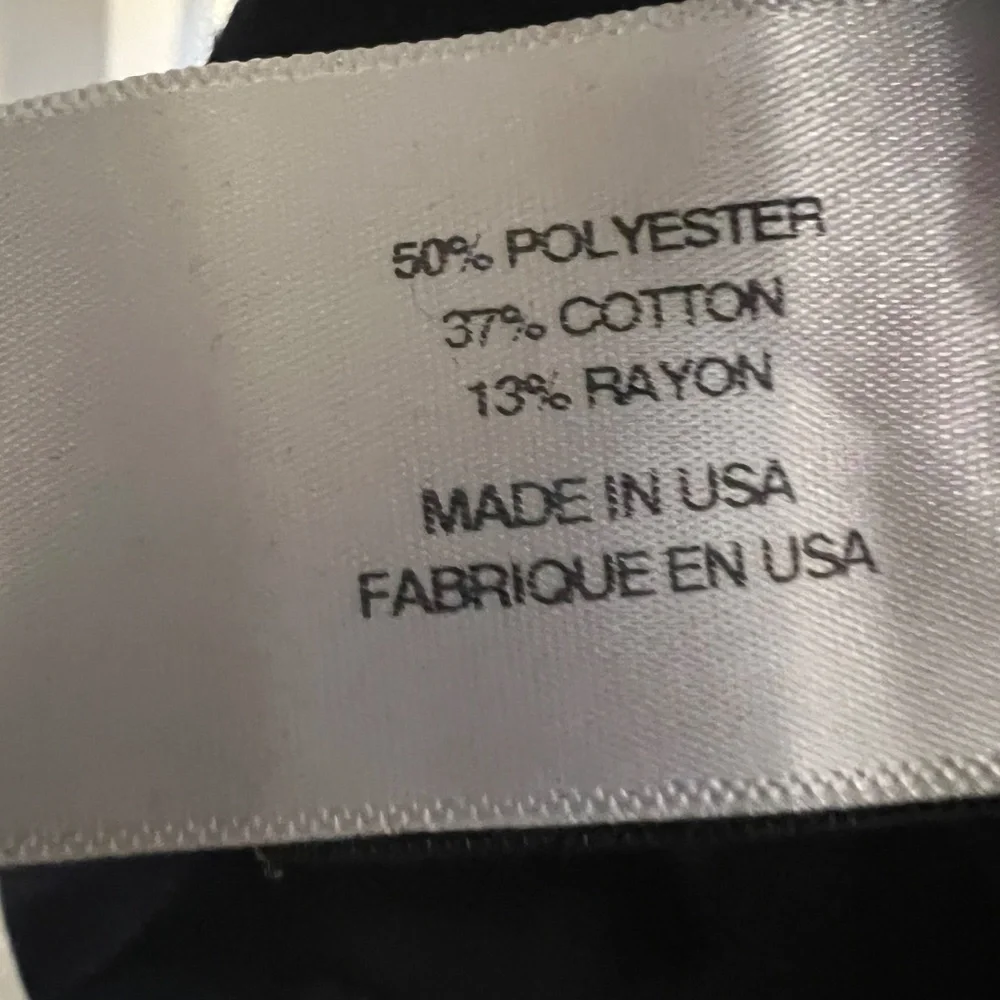 50% POLYESTER
37% COTTON
13% RAYON
MADE IN USA
FABRIQUE EN USA